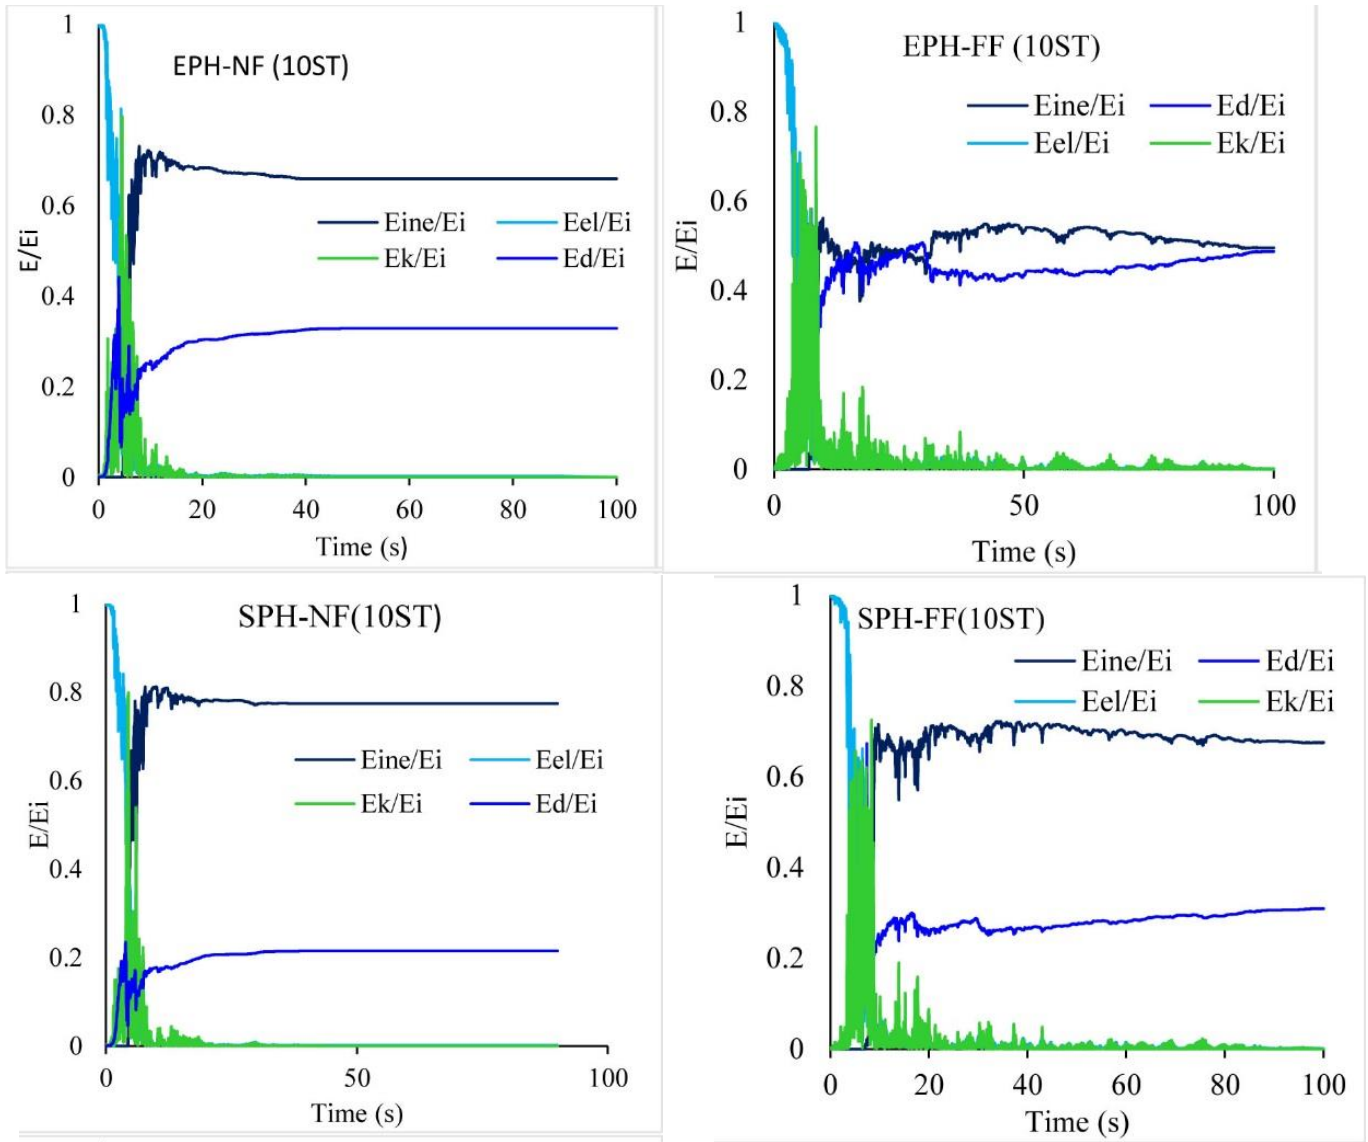 EPH-NF (10ST)
1
0.8
0.6
0.4
0.2
0
E/Ei
Eine/Ei Eel/Ei
Ek/Ei Ed/Ei
0 20 40 60 80 100
Time (s)
EPH-FF (10ST)
1
0.8
0.6
0.4
0.2
0
E/Ei
Eine/Ei Ed/Ei
Eel/Ei Ek/Ei
0 50 100
Time (s)
SPH-NF(10ST)
1
0.8
0.6
0.4
0.2
0
E/Ei
Eine/Ei Eel/Ei
Ek/Ei Ed/Ei
0 50 100
Time (s)
SPH-FF(10ST)
1
0.8
0.6
0.4
0.2
0
E/Ei
Eine/Ei Ed/Ei
Eel/Ei Ek/Ei
0 20 40 60 80 100
Time (s)